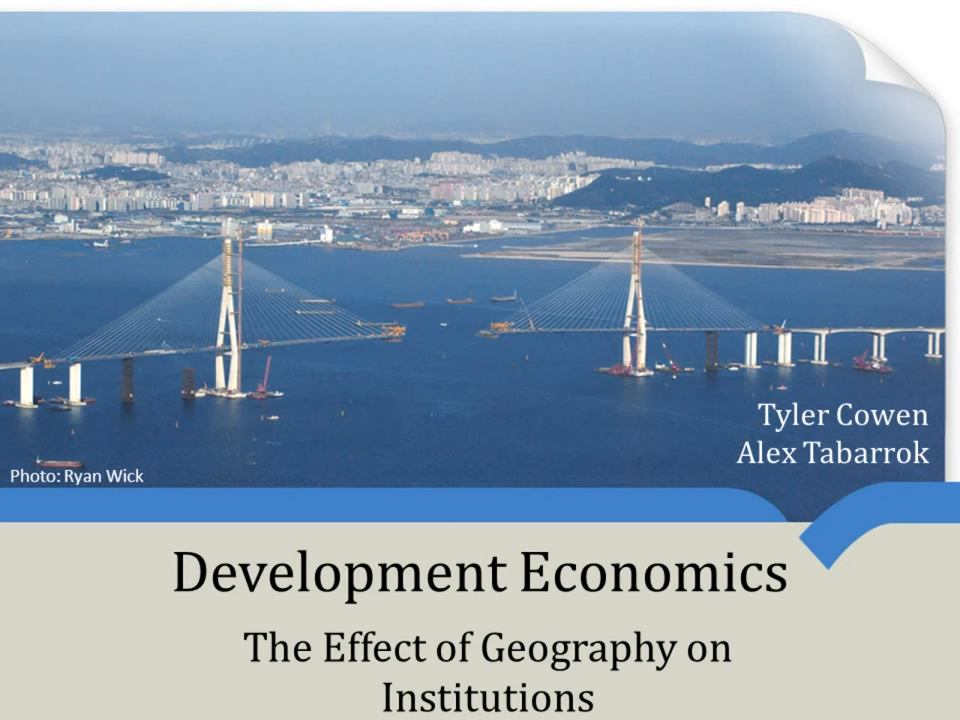 Tyler Cowen
Alex Tabarrok
Photo: Ryan Wick
Development Economics
The Effect of Geography on
Institutions